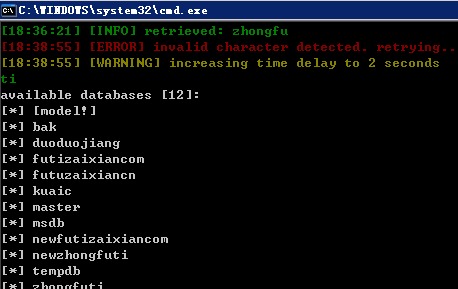 C:\WINDOWS\system32\cmd.exe
[18:36:21] [INFO] retrieved: zhongfu
[18:38:55] [ERROR] invalid character detected. retrying..
[18:38:55] [WARNING] increasing time delay to 2 seconds
ti
available databases [12]:
[*] [model!]
[*] bak
[*] duoduojiang
[*] futizaixiancom
[*] futuzaixiancn
[*] kuaic
[*] master
[*] msdb
[*] newfutizaixiancom
[*] newzhongfuti
[*] tempdb
[*] zhongfuti